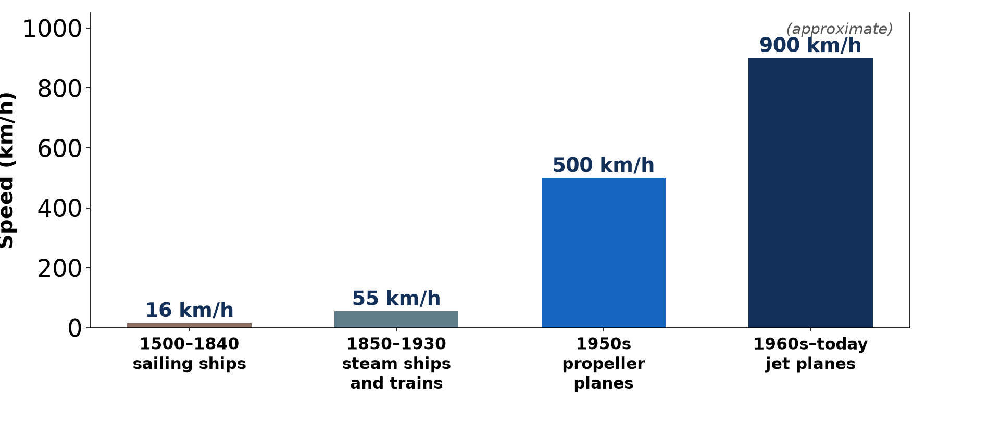 Speed (km/h)
1000
800
600
400
200
0
(approximate)
16 km/h
55 km/h
500 km/h
900 km/h
1500–1840
sailing ships
1850–1930
steam ships
and trains
1950s
propeller
planes
1960s–today
jet planes